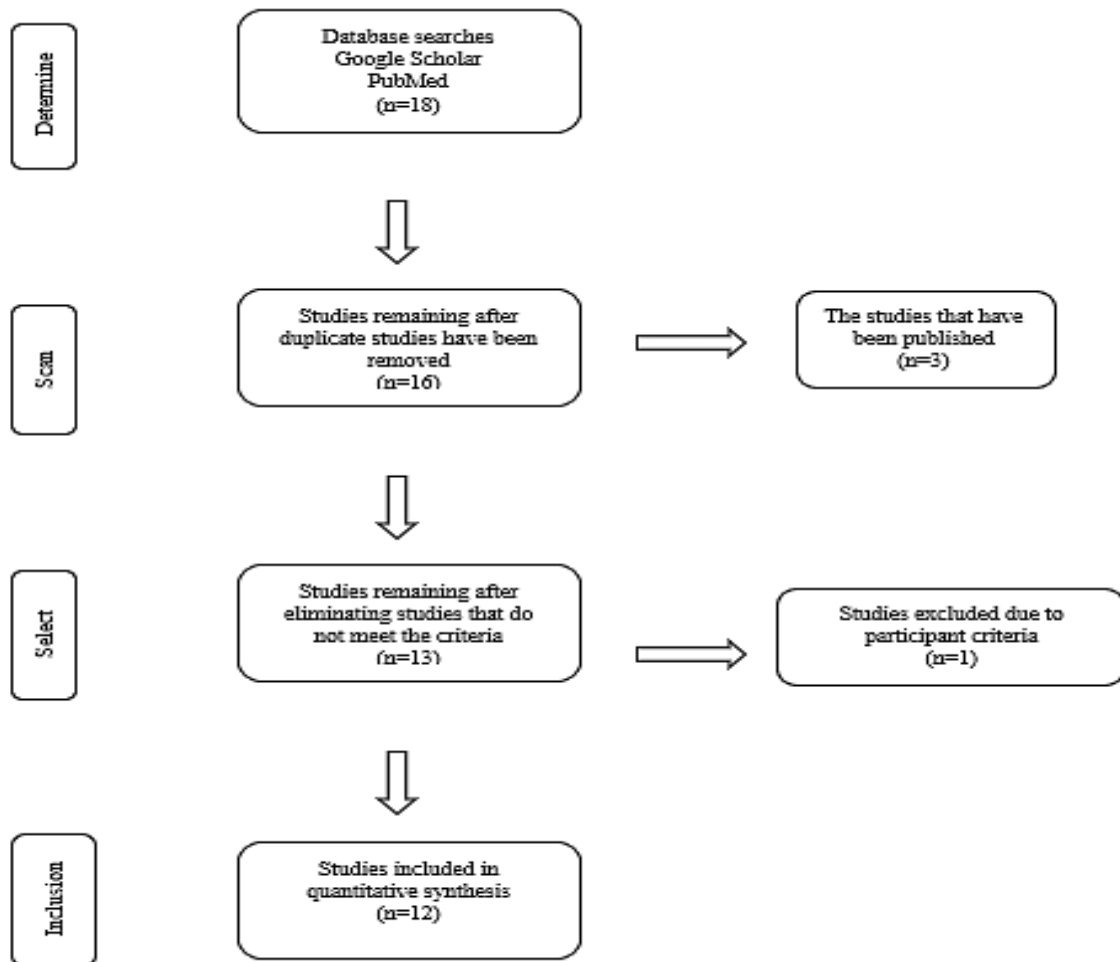 Determine
Database searches
Google Scholar
PubMed
(n=18)
Scan
Studies remaining after
duplicate studies have been
removed
(n=16)
The studies that have
been published
(n=3)
Select
Studies remaining after
eliminating studies that do
not meet the criteria
(n=13)
Studies excluded due to
participant criteria
(n=1)
Inclusion
Studies included in
quantitative synthesis
(n=12)